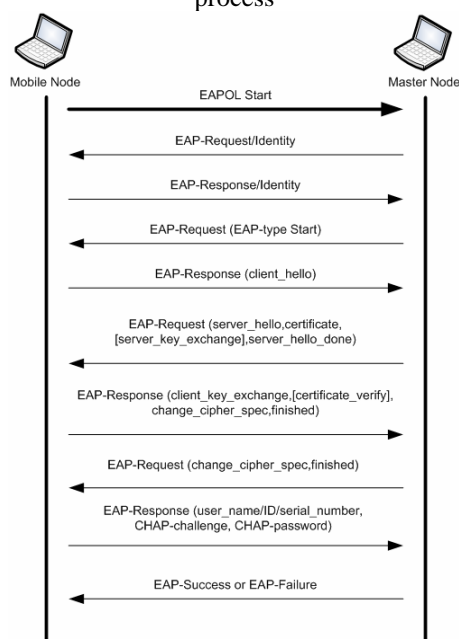 process
Mobile Node
Master Node
EAPOL Start
EAP-Request/Identity
EAP-Response/Identity
EAP-Request (EAP-type Start)
EAP-Response (client_hello)
EAP-Request (server_hello,certificate,
[server_key_exchange],server_hello_done)
EAP-Response (client_key_exchange,[certificate_verify],
change_cipher_spec,finished)
EAP-Request (change_cipher_spec,finished)
EAP-Response (user_name/ID/serial_number,
CHAP-challenge, CHAP-password)
EAP-Success or EAP-Failure